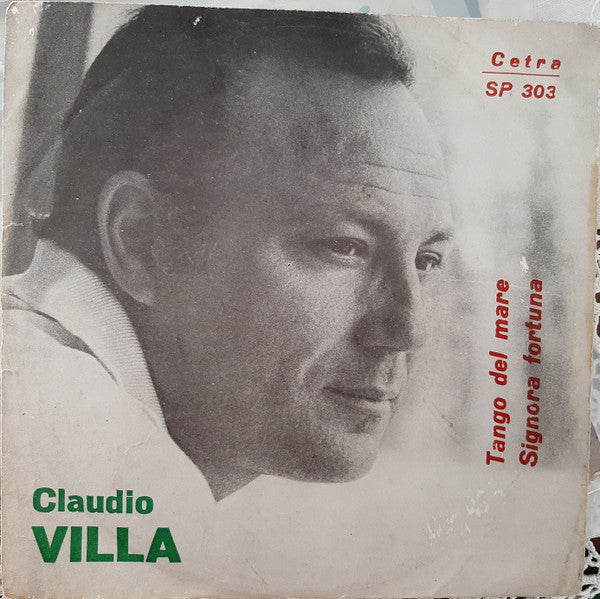 Cetra
SP 303
Tango del mare
Signora fortuna
Claudio
VILLA